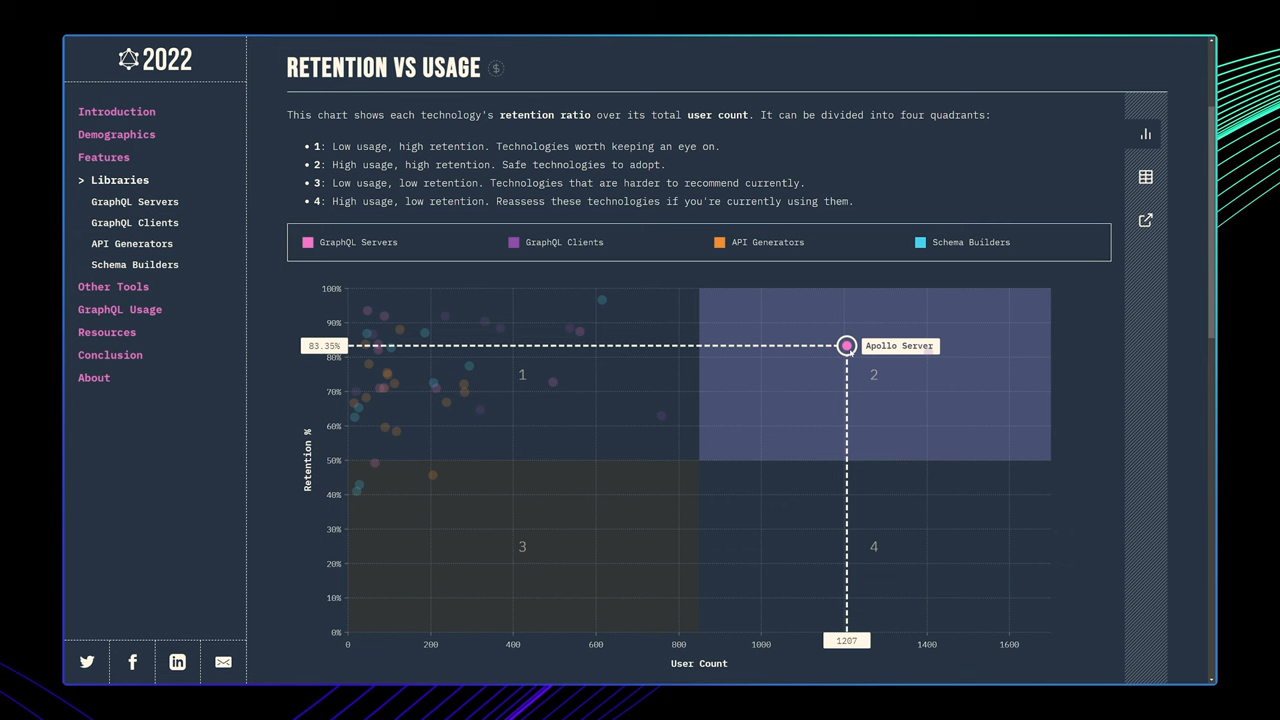 2022
Introduction
Demographics
Features
> Libraries
GraphQL Servers
GraphQL Clients
API Generators
Schema Builders
Other Tools
GraphQL Usage
Resources
Conclusion
About
RETENTION VS USAGE $
This chart shows each technology's retention ratio over its total user count. It can be divided into four quadrants:
• 1: Low usage, high retention. Technologies worth keeping an eye on.
• 2: High usage, high retention. Safe technologies to adopt.
• 3: Low usage, low retention. Technologies that are harder to recommend currently.
• 4: High usage, low retention. Reassess these technologies if you're currently using them.
GraphQL Servers GraphQL Clients API Generators Schema Builders
100%
90%
83.35%
Apollo Server
80%
1 2
70%
60%
50%
40%
30%
3 4
20%
10%
0%
Retention %
0 200 400 600 800 1000 1207 1400 1600
User Count